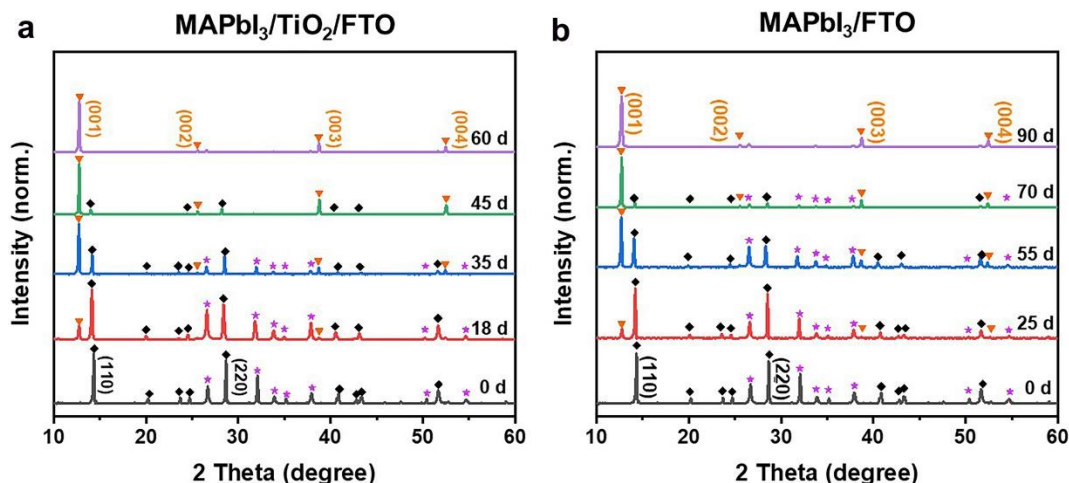 a
MAPbI₃/TiO₂/FTO
Intensity (norm.)
(001)
(002)
(003)
(004)
60 d
45 d
35 d
18 d
(110)
(220)
0 d
10 20 30 40 50 60
2 Theta (degree)
b
MAPbI₃/FTO
Intensity (norm.)
(001)
(002)
(003)
(004)
90 d
70 d
55 d
25 d
(110)
(220)
0 d
10 20 30 40 50 60
2 Theta (degree)